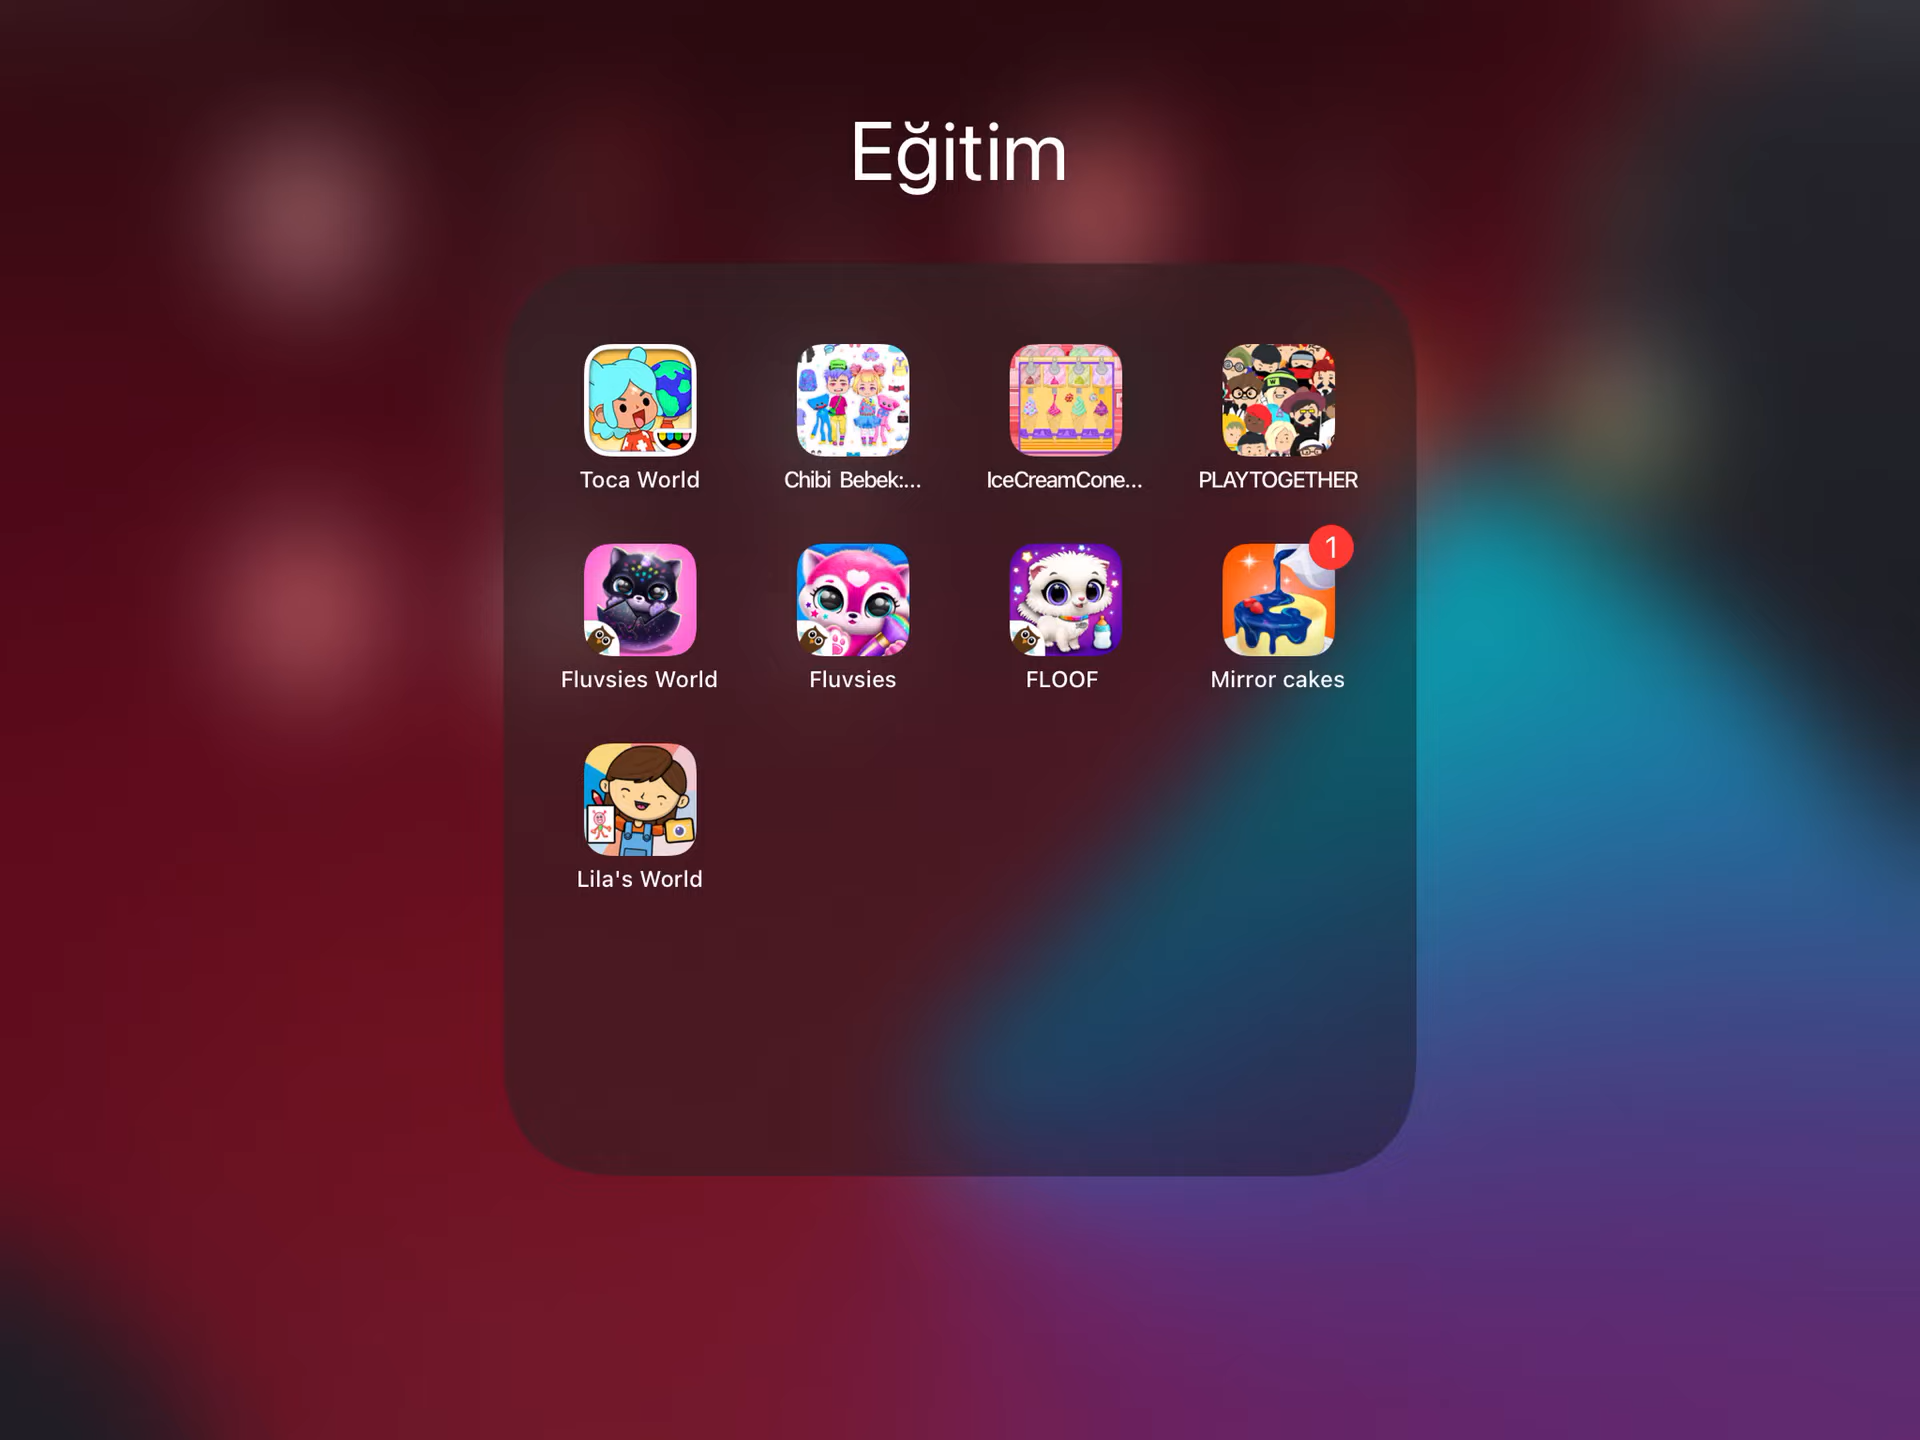 Eğitim
Toca World
Chibi Bebek:...
IceCreamCone...
PLAYTOGETHER
1
Fluvsies World
Fluvsies
FLOOF
Mirror cakes
Lila's World